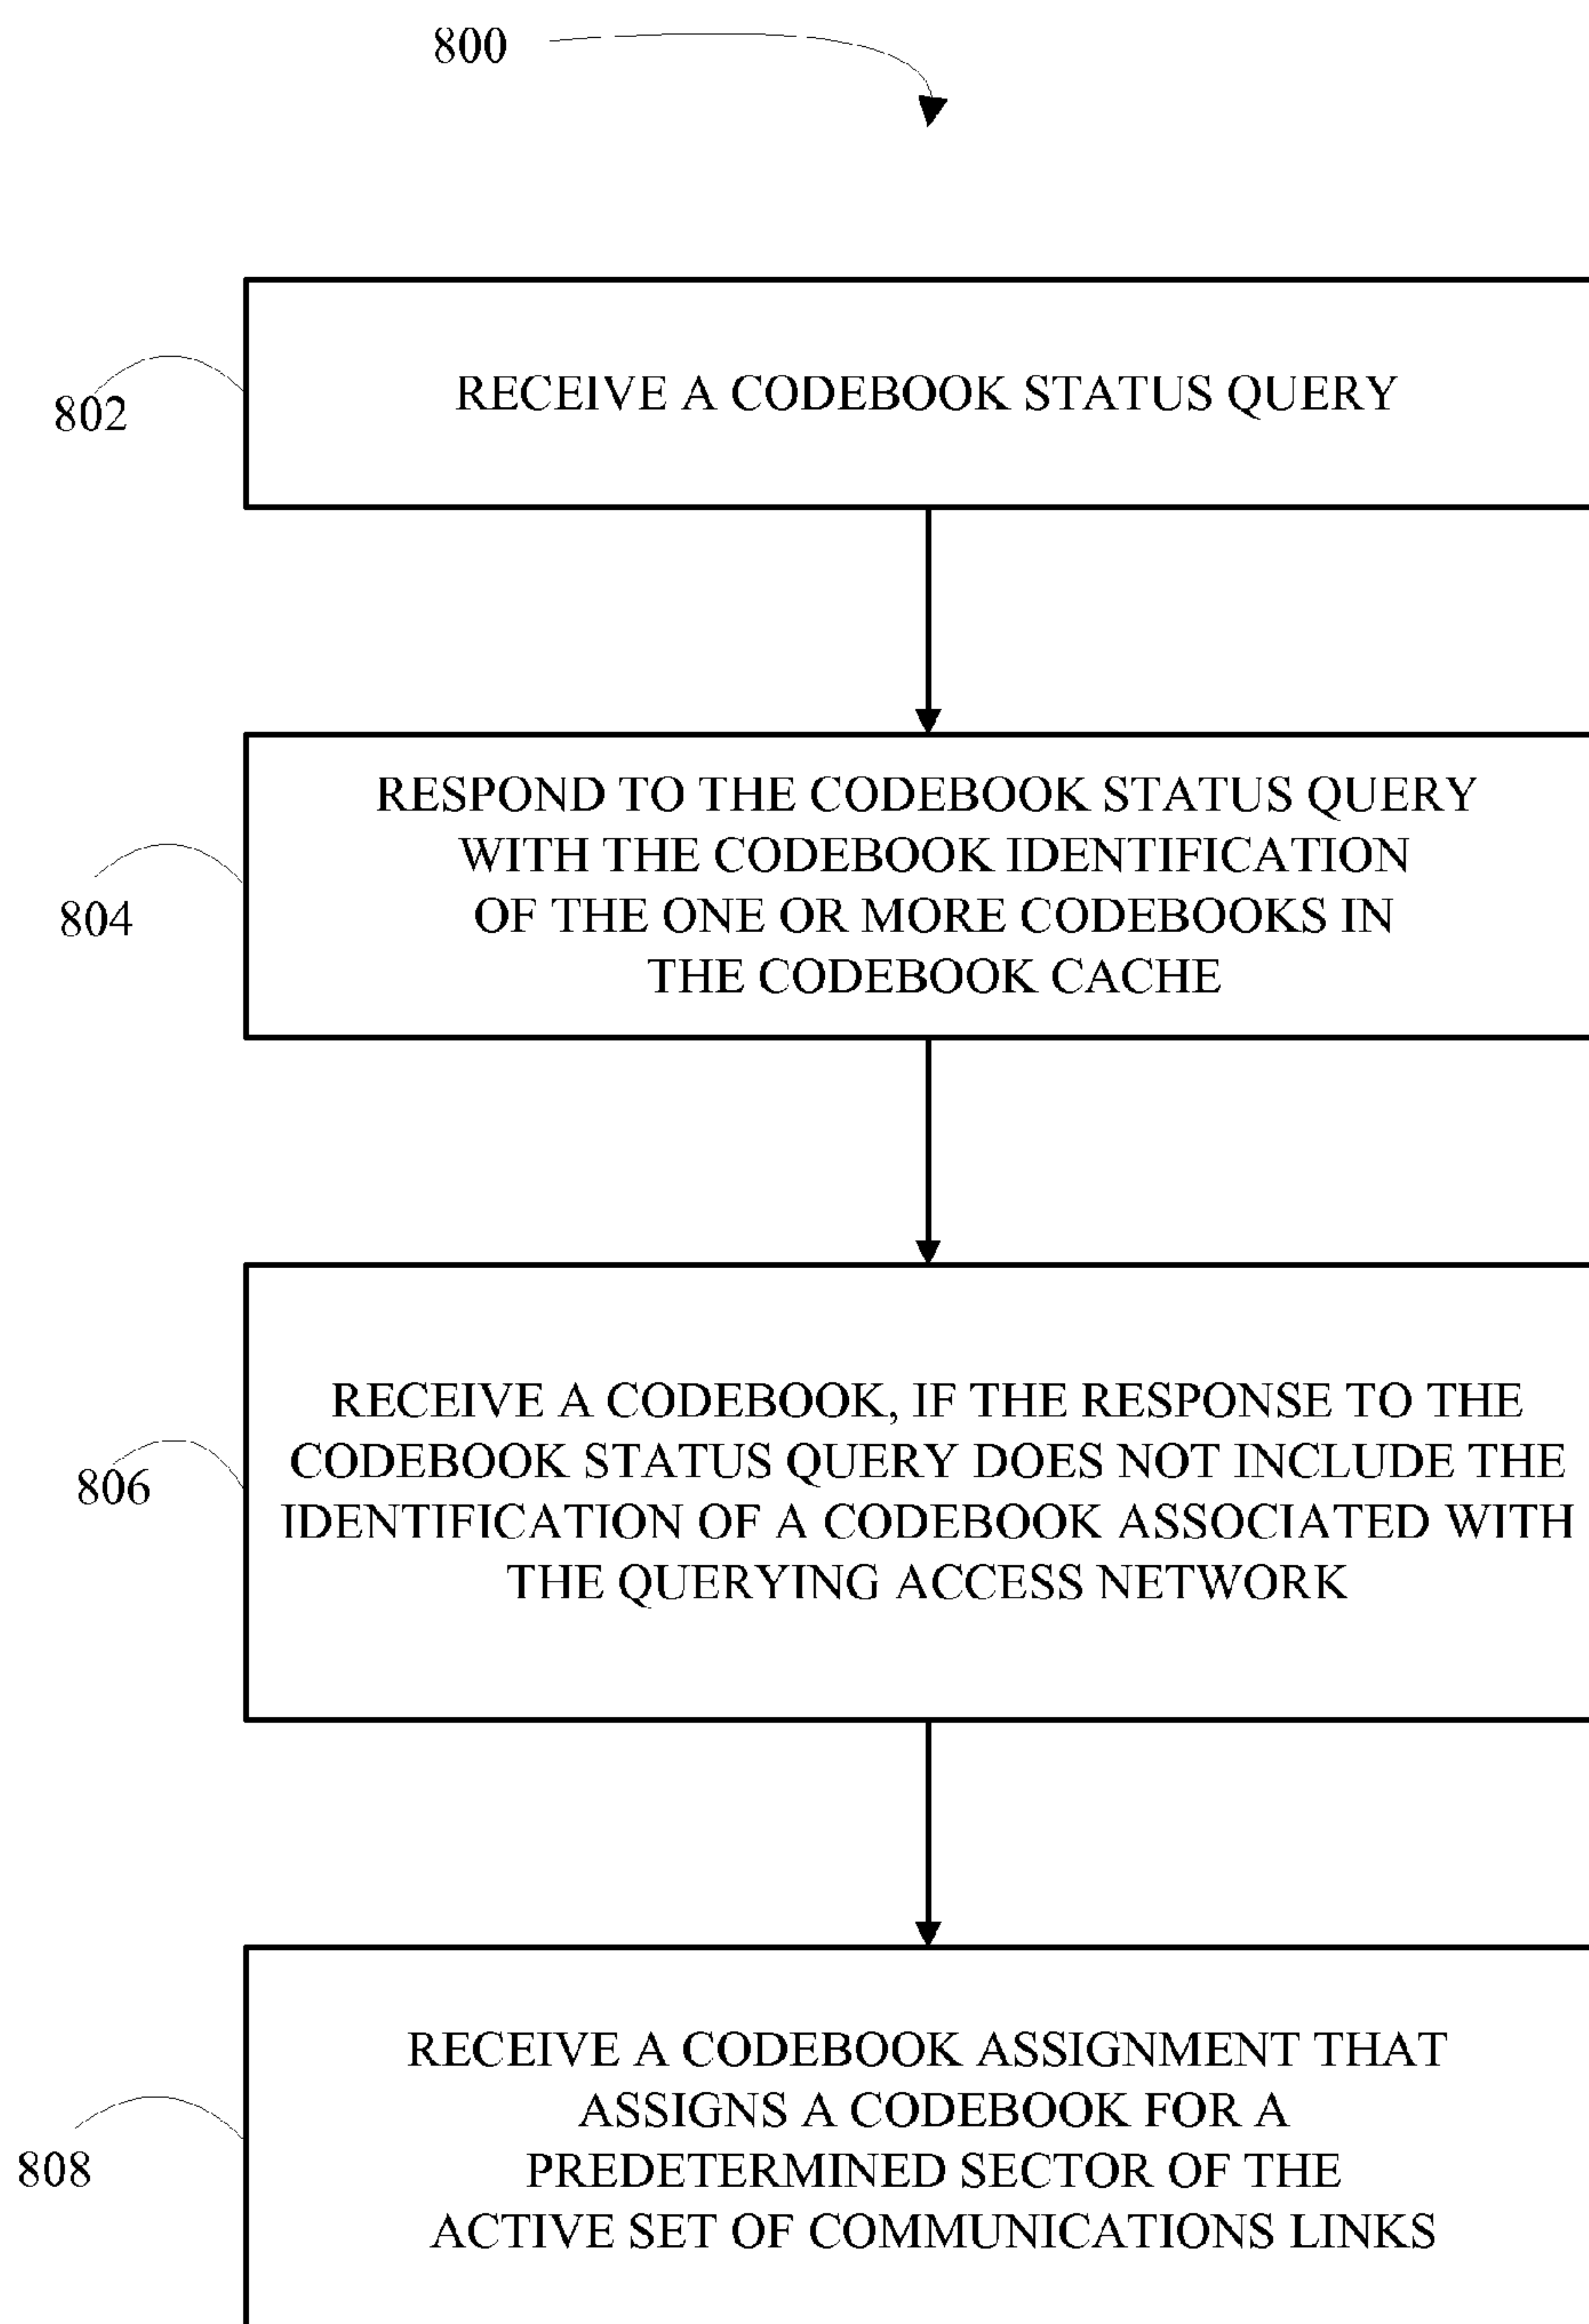 800
802
RECEIVE A CODEBOOK STATUS QUERY
804
RESPOND TO THE CODEBOOK STATUS QUERY
WITH THE CODEBOOK IDENTIFICATION
OF THE ONE OR MORE CODEBOOKS IN
THE CODEBOOK CACHE
806
RECEIVE A CODEBOOK, IF THE RESPONSE TO THE
CODEBOOK STATUS QUERY DOES NOT INCLUDE THE
IDENTIFICATION OF A CODEBOOK ASSOCIATED WITH
THE QUERYING ACCESS NETWORK
808
RECEIVE A CODEBOOK ASSIGNMENT THAT
ASSIGNS A CODEBOOK FOR A
PREDETERMINED SECTOR OF THE
ACTIVE SET OF COMMUNICATIONS LINKS